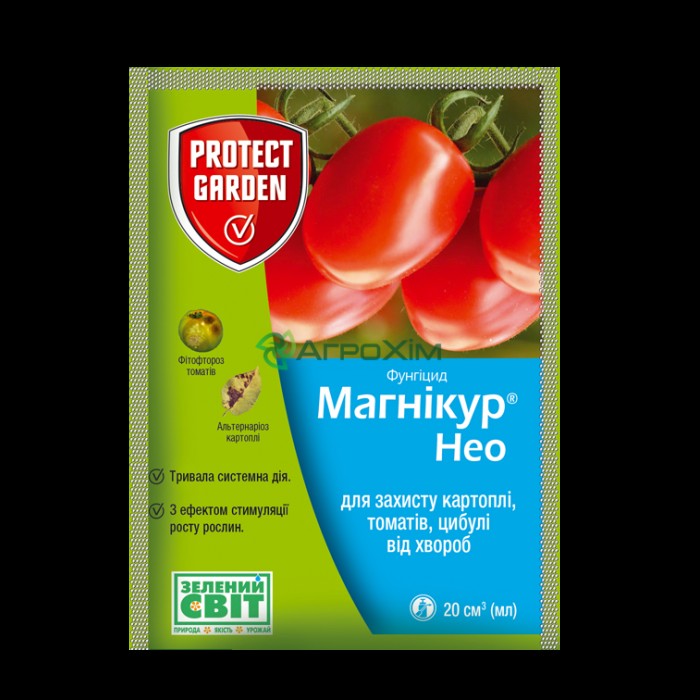 PROTECT
GARDEN
АгроХім
Фітофтороз
томатів
Альтернаріоз
картоплі
Фунгіцид
Магнікур®
Нео
Тривала системна дія.
З ефектом стимуляції
росту рослин.
для захисту картоплі,
томатів, цибулі
від хвороб
ЗЕЛЕНИЙ
СВІТ
ПРИРОДА ЯКІСТЬ УРОЖАЙ
20 см³ (мл)